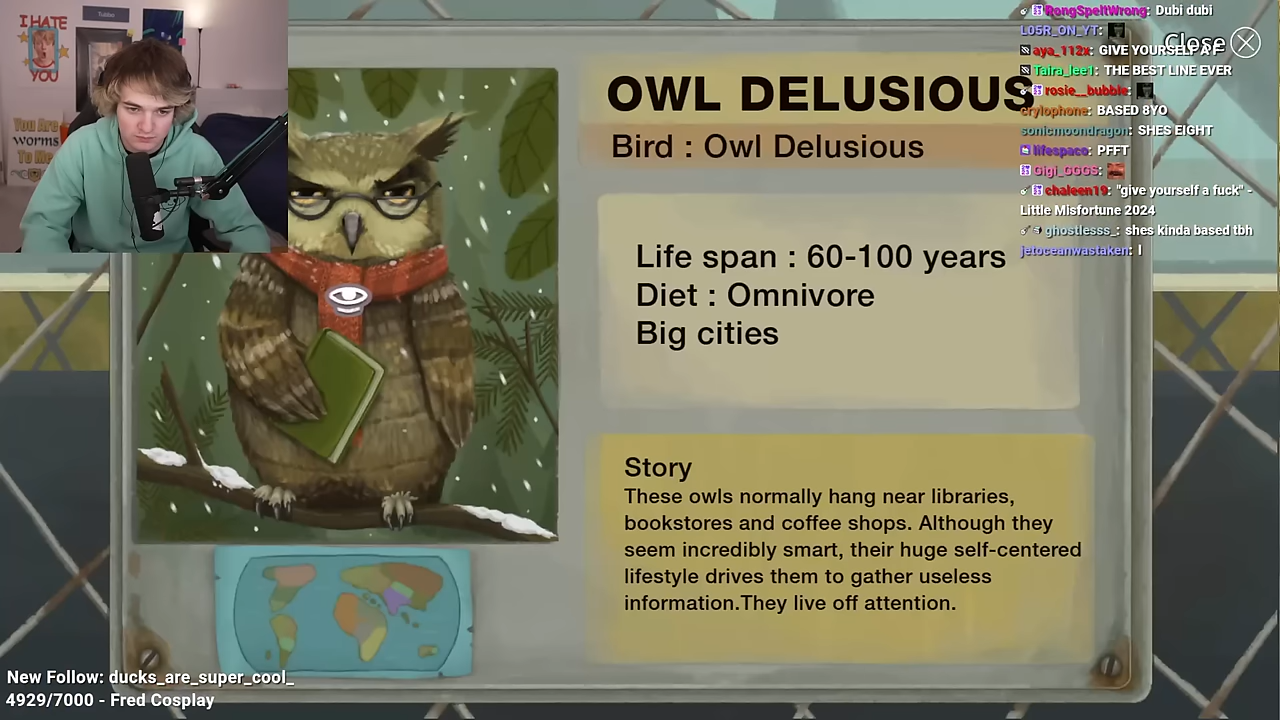 I HATE
YOU
You Are
worms
To Me
Tubbo
OWL DELUSIOUS
Bird : Owl Delusious
Life span : 60-100 years
Diet : Omnivore
Big cities
Story
These owls normally hang near libraries,
bookstores and coffee shops. Although they
seem incredibly smart, their huge self-centered
lifestyle drives them to gather useless
information.They live off attention.
Close
RongSpeltWrong: Dubi dubi
L05R_ON_YT:
aya_112x: GIVE YOURSELF A F
Taira_lee1: THE BEST LINE EVER
rosie__bubble:
crylophone: BASED 8YO
sonicmoondragon: SHES EIGHT
lifespaco: PFFT
Gigi_GGGS:
chaleen19: "give yourself a fuck" -
Little Misfortune 2024
ghostlesss_: shes kinda based tbh
jetoceanwastaken: I
New Follow: ducks_are_super_cool_
4929/7000 - Fred Cosplay